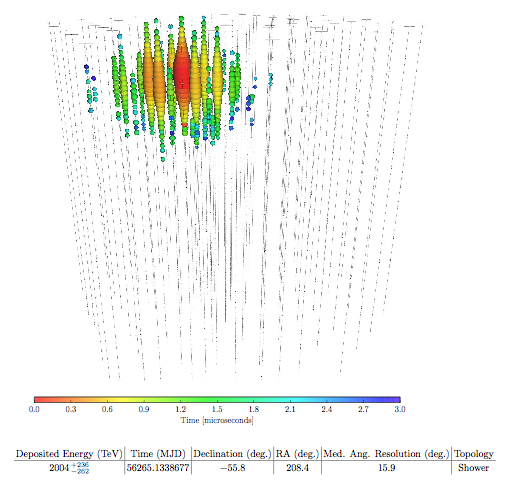 0.0 0.3 0.6 0.9 1.2 1.5 1.8 2.1 2.4 2.7 3.0
Time [microseconds]
Deposited Energy (TeV) Time (MJD) Declination (deg.) RA (deg.) Med. Ang. Resolution (deg.) Topology
2004 +236 −262 56265.1338677 −55.8 208.4 15.9 Shower